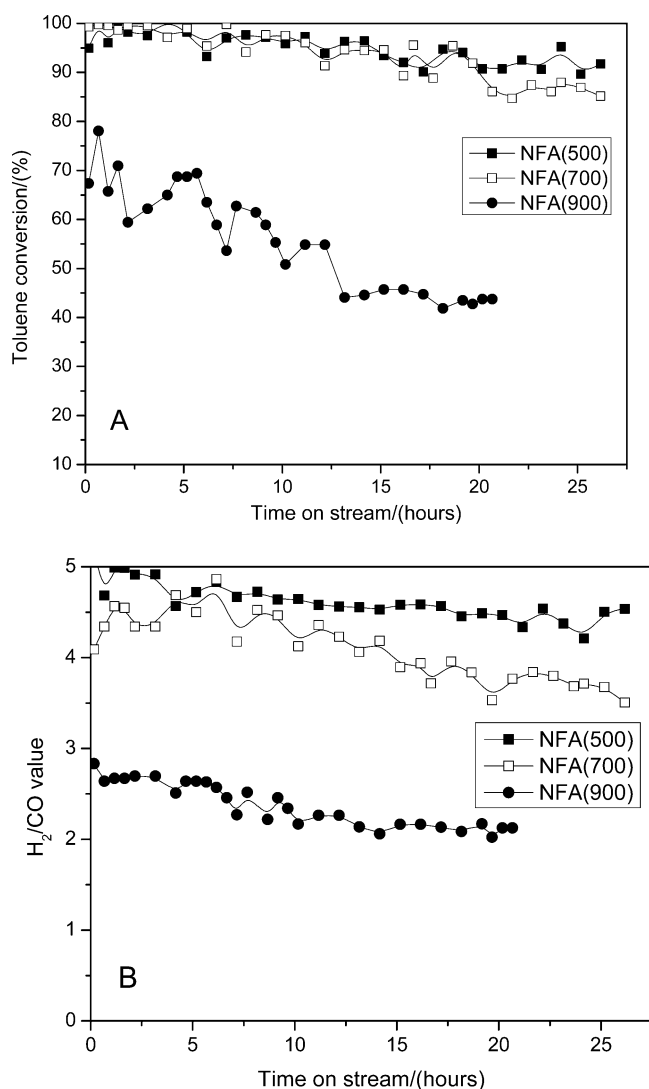 100
90
80
70
60
50
40
30
20
10
Toluene conversion/(%)
NFA(500)
NFA(700)
NFA(900)
A
0 5 10 15 20 25
Time on stream/(hours)
5
4
3
2
1
0
H₂/CO value
NFA(500)
NFA(700)
NFA(900)
B
0 5 10 15 20 25
Time on stream/(hours)